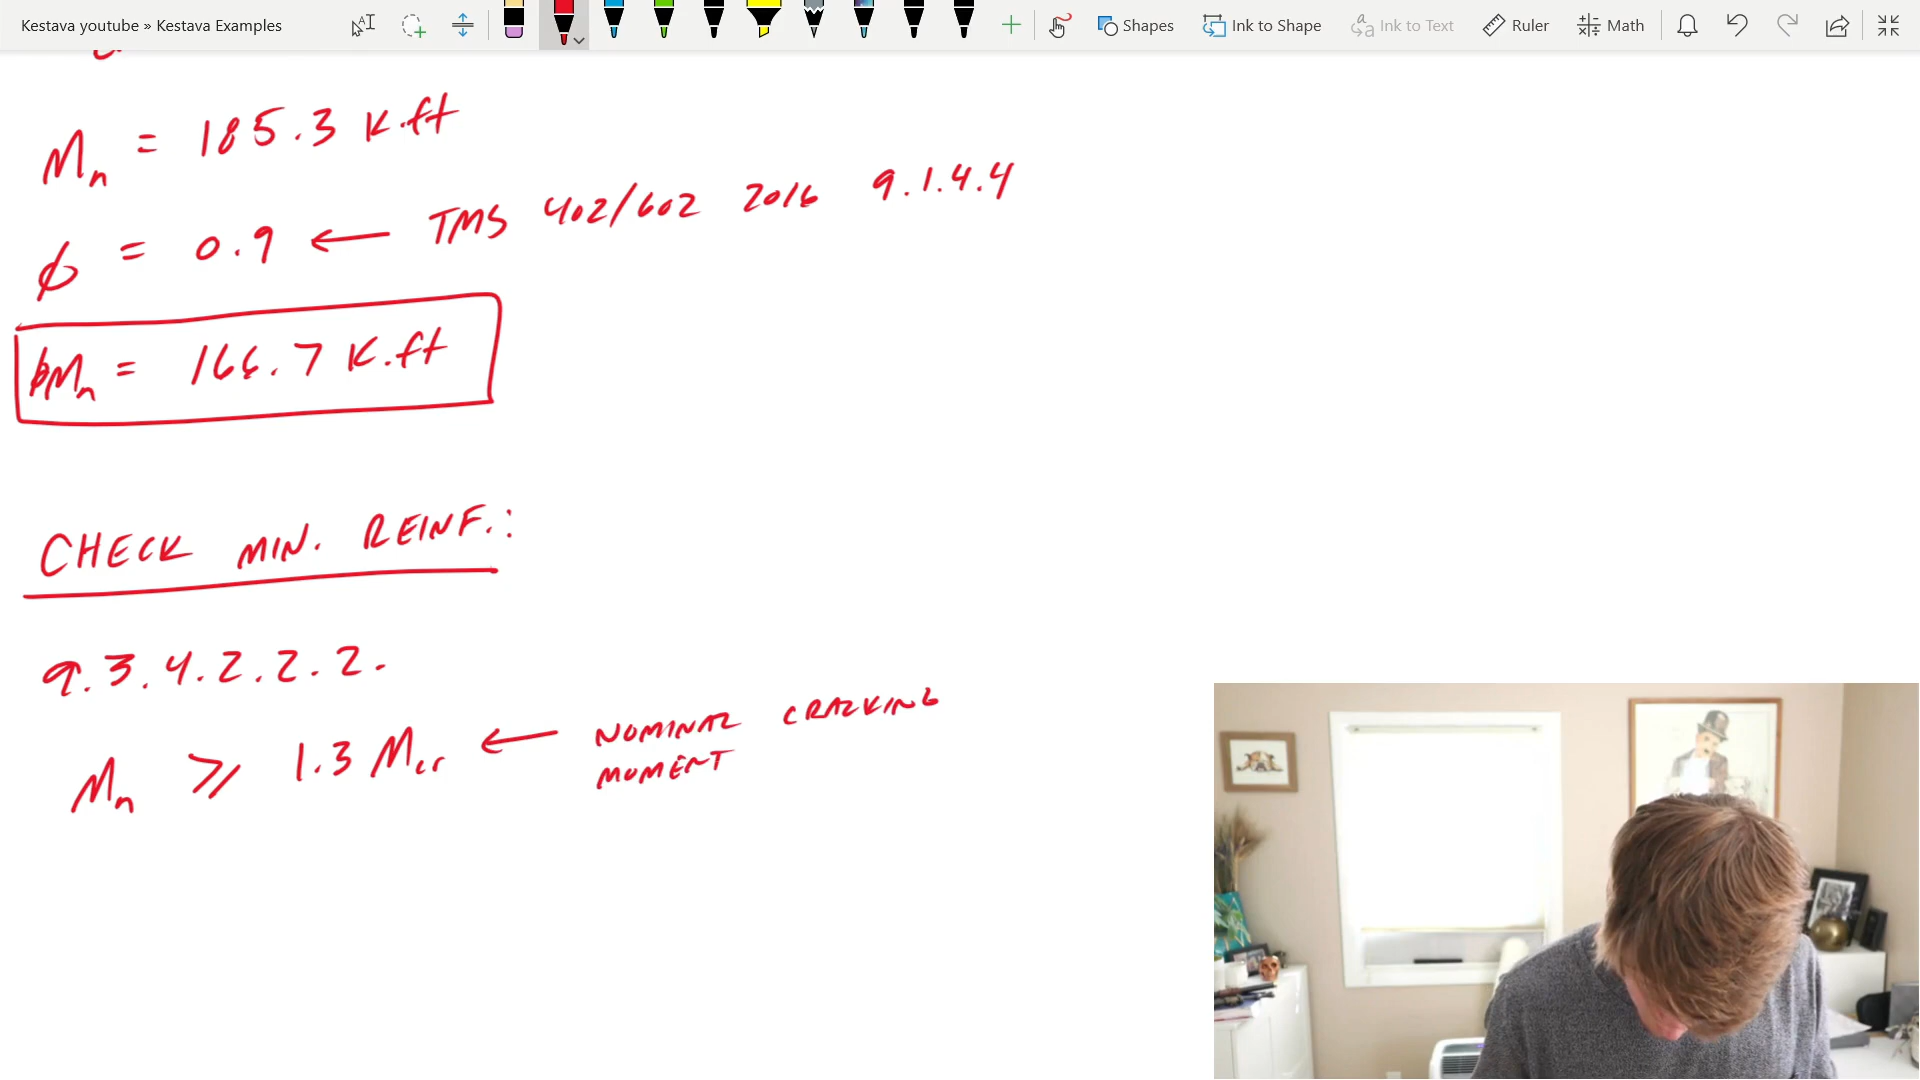 Kestava youtube » Kestava Examples
Shapes
Ink to Shape
Ink to Text
Ruler
Math
Mn = 185.3 K.ft
ϕ = 0.9 ← TMS 402/602 2016 9.1.4.4
ϕMn = 166.7 K.ft
CHECK MIN. REINF.:
9.3.4.2.2.2.
Mn ≥ 1.3 Mcr ← NOMINAL CRACKING
MOMENT